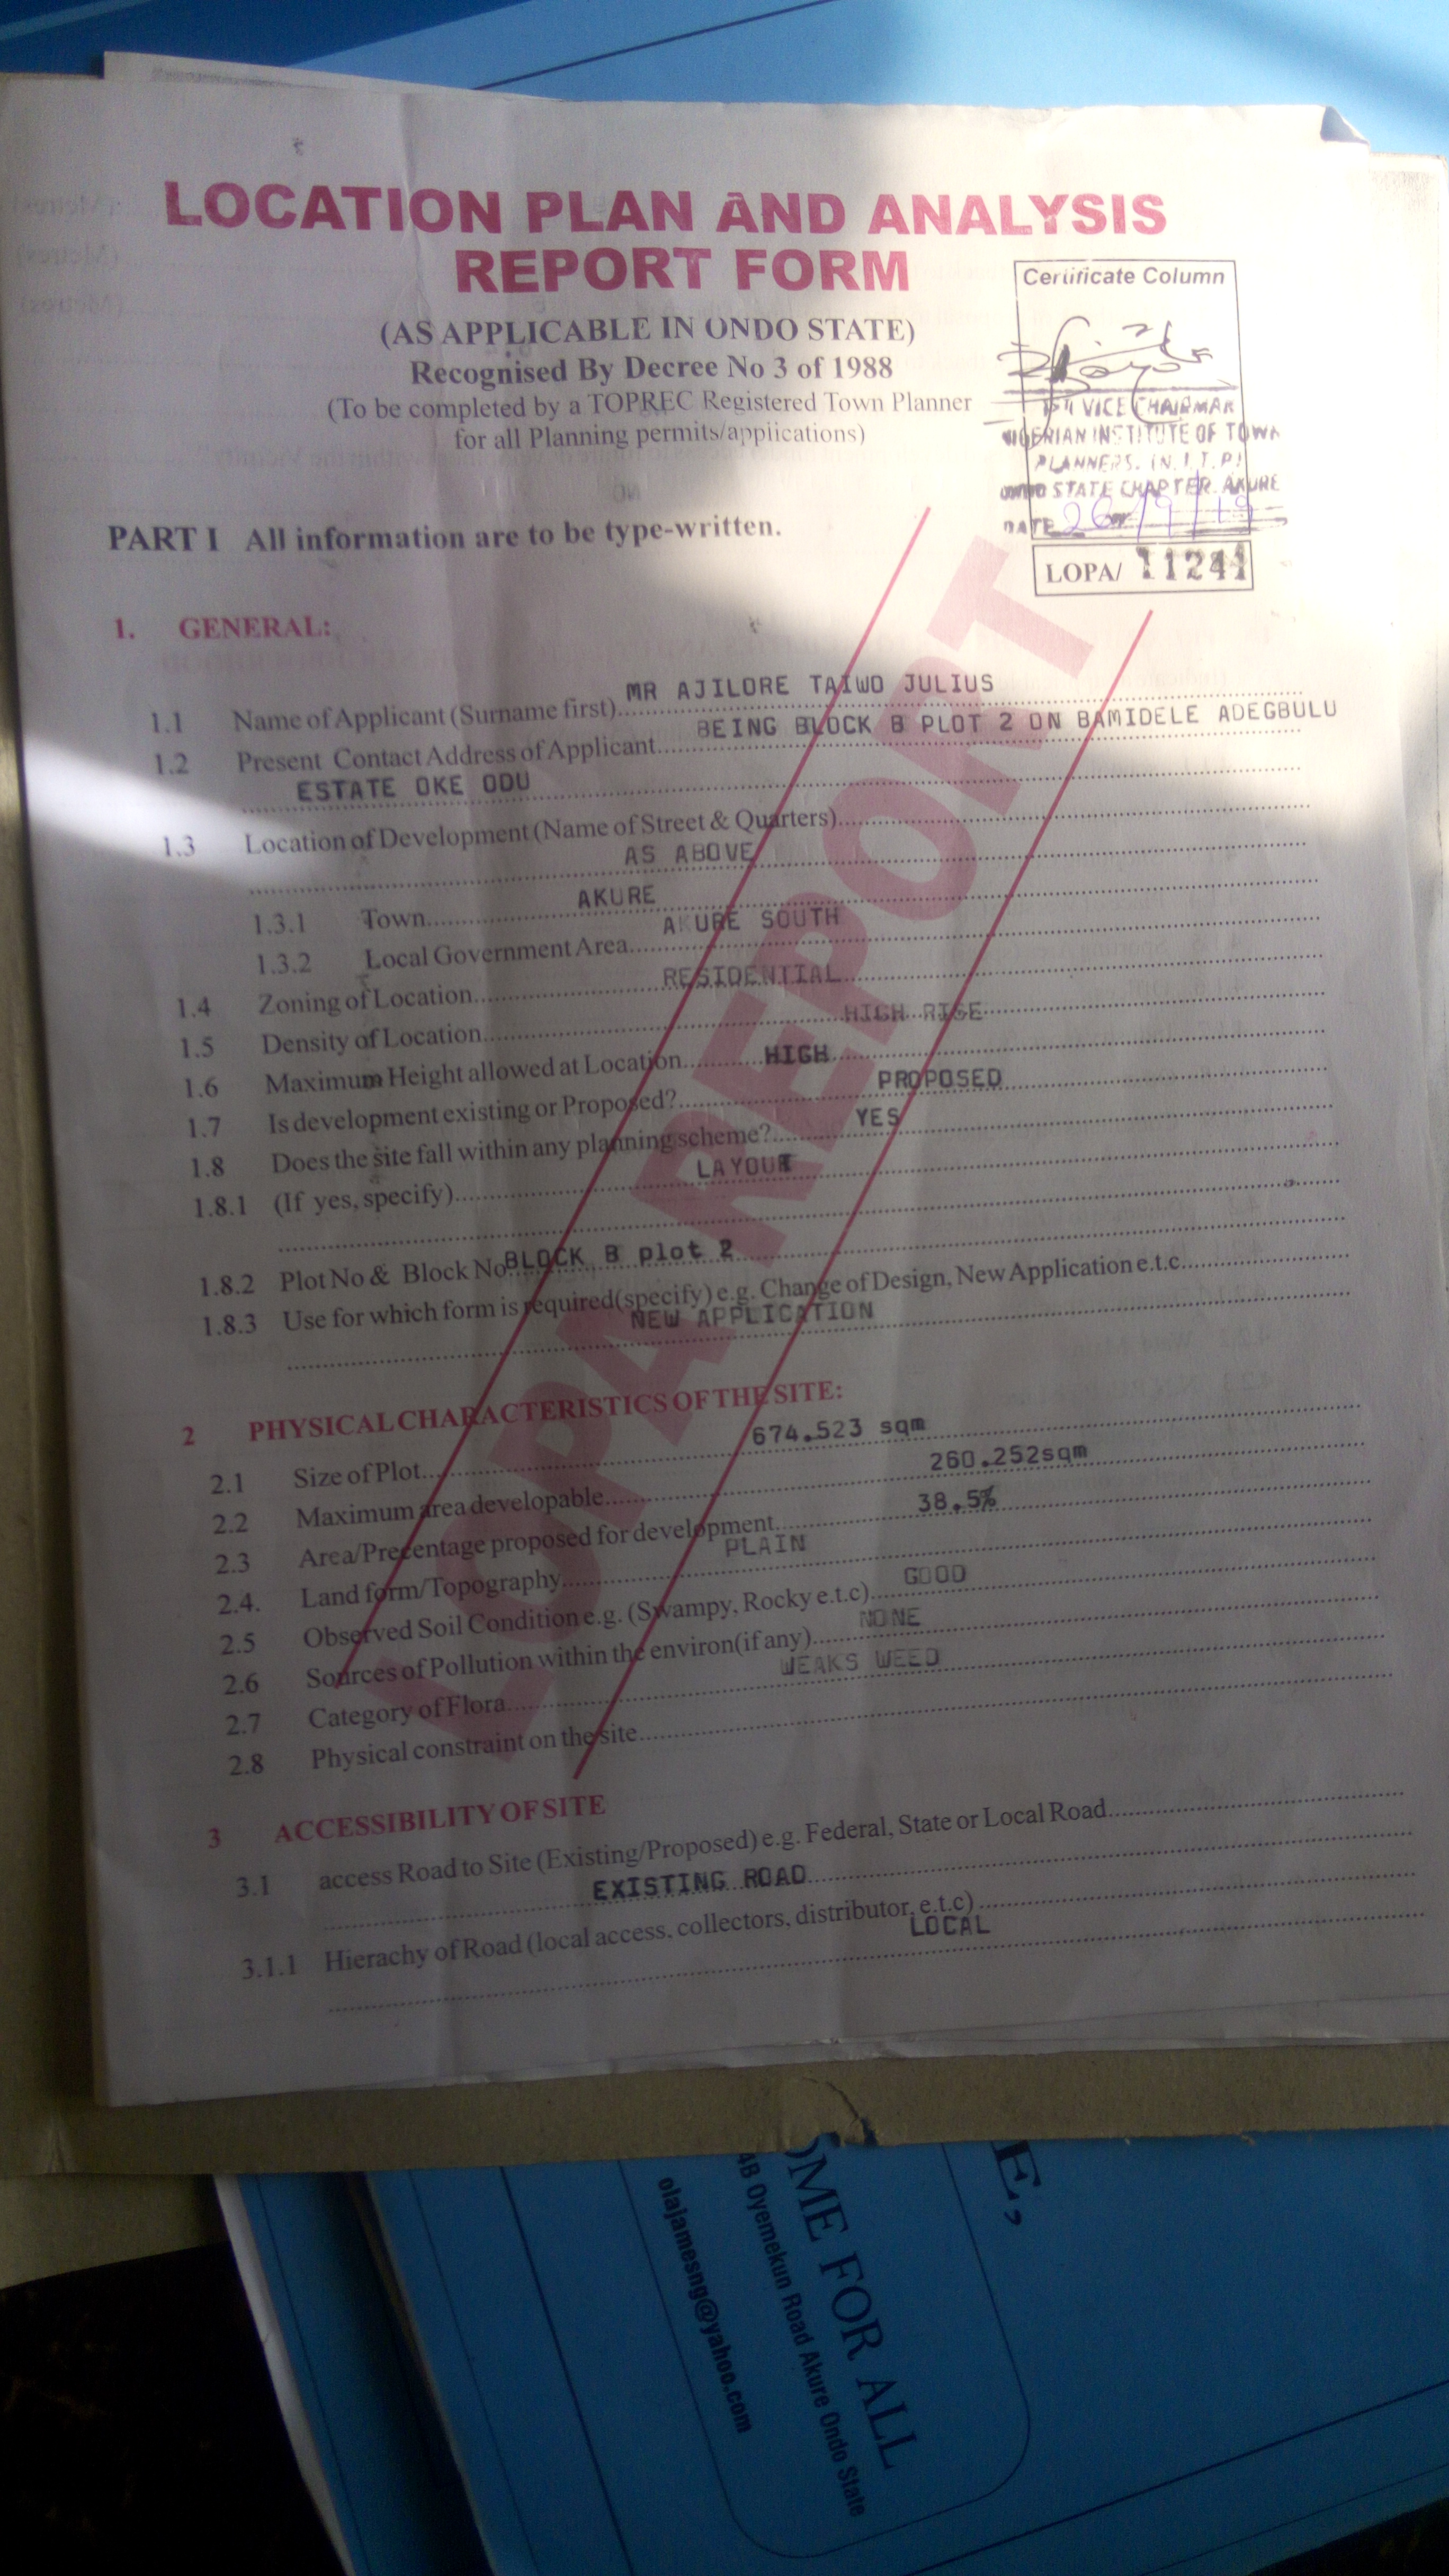 LOCATION PLAN AND ANALYSIS
REPORT FORM
(AS APPLICABLE IN ONDO STATE)
Recognised By Decree No 3 of 1988
(To be completed by a TOPREC Registered Town Planner
for all Planning permits/applications)
Certificate Column
VICE CHAIRMAN
NIGERIAN INSTITUTE OF TOWN
PLANNERS. (N.I.T.P)
ONDO STATE CHAPTER. AKURE
DATE 26/9/19
LOPA/ 11241
PART I All information are to be type-written.
1. GENERAL:
1.1 Name of Applicant (Surname first) MR AJILORE TAIWO JULIUS
1.2 Present Contact Address of Applicant BEING BLOCK B PLOT 2 ON BAMIDELE ADEGBULU
ESTATE OKE ODU
1.3 Location of Development (Name of Street & Quarters)
AS ABOVE
1.3.1 Town AKURE
1.3.2 Local Government Area AKURE SOUTH
1.4 Zoning of Location RESIDENTIAL
1.5 Density of Location HIGH RISE
1.6 Maximum Height allowed at Location HIGH
1.7 Is development existing or Proposed? PROPOSED
1.8 Does the site fall within any planning scheme? YES
1.8.1 (If yes, specify) LAYOUT
1.8.2 Plot No & Block No BLOCK B plot 2
1.8.3 Use for which form is required(specify) e.g. Change of Design, New Application e.t.c
NEW APPLICATION
2 PHYSICAL CHARACTERISTICS OF THE SITE:
2.1 Size of Plot 674.523 sqm
2.2 Maximum area developable 260.252sqm
2.3 Area/Precentage proposed for development 38.5%
2.4. Land form/Topography PLAIN
2.5 Observed Soil Condition e.g. (Swampy, Rocky e.t.c) GOOD
2.6 Sources of Pollution within the environ(if any) NONE
2.7 Category of Flora WEAKS WEED
2.8 Physical constraint on the site
3 ACCESSIBILITY OF SITE
3.1 access Road to Site (Existing/Proposed) e.g. Federal, State or Local Road
EXISTING ROAD
3.1.1 Hierachy of Road (local access, collectors, distributor, e.t.c)
LOCAL
LOPA REPORT
E,
OME FOR ALL
4B Oyemekun Road Akure Ondo State
olajamesng@yahoo.com